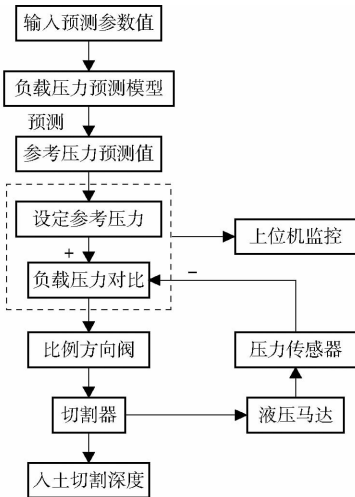 输入预测参数值
负载压力预测模型
预测
参考压力预测值
设定参考压力
上位机监控
+
−
负载压力对比
比例方向阀
压力传感器
切割器
液压马达
入土切割深度